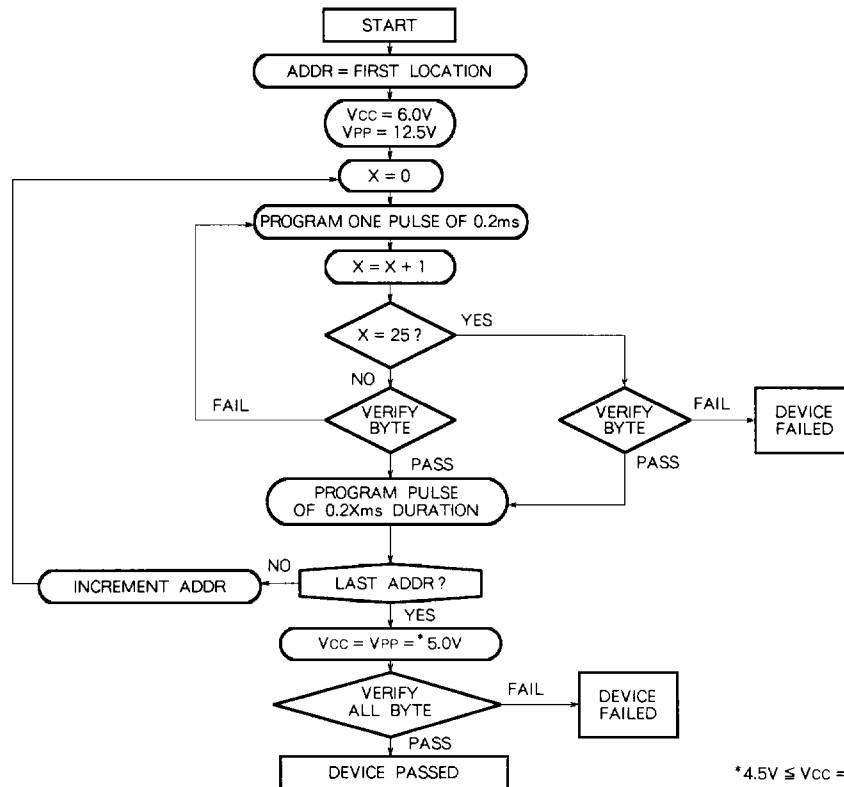 START
ADDR = FIRST LOCATION
VCC = 6.0V
VPP = 12.5V
X = 0
PROGRAM ONE PULSE OF 0.2ms
X = X + 1
X = 25 ?
YES
NO
FAIL
VERIFY
BYTE
PASS
VERIFY
BYTE
FAIL
DEVICE
FAILED
PASS
PROGRAM PULSE
OF 0.2Xms DURATION
INCREMENT ADDR
NO
LAST ADDR ?
YES
VCC = VPP = *5.0V
VERIFY
ALL BYTE
FAIL
DEVICE
FAILED
PASS
DEVICE PASSED
*4.5V ≦ VCC =